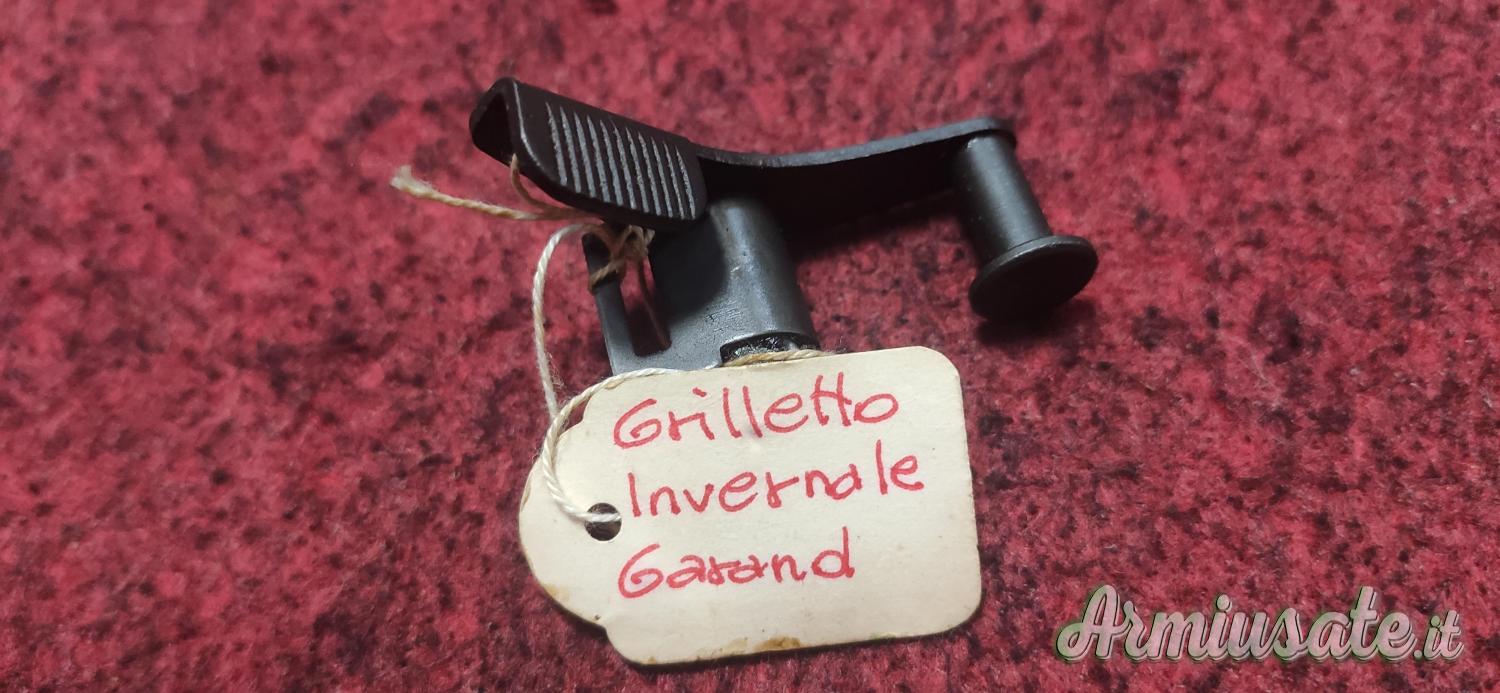 Grilletto
Invernale
Garand
Armiusate.it